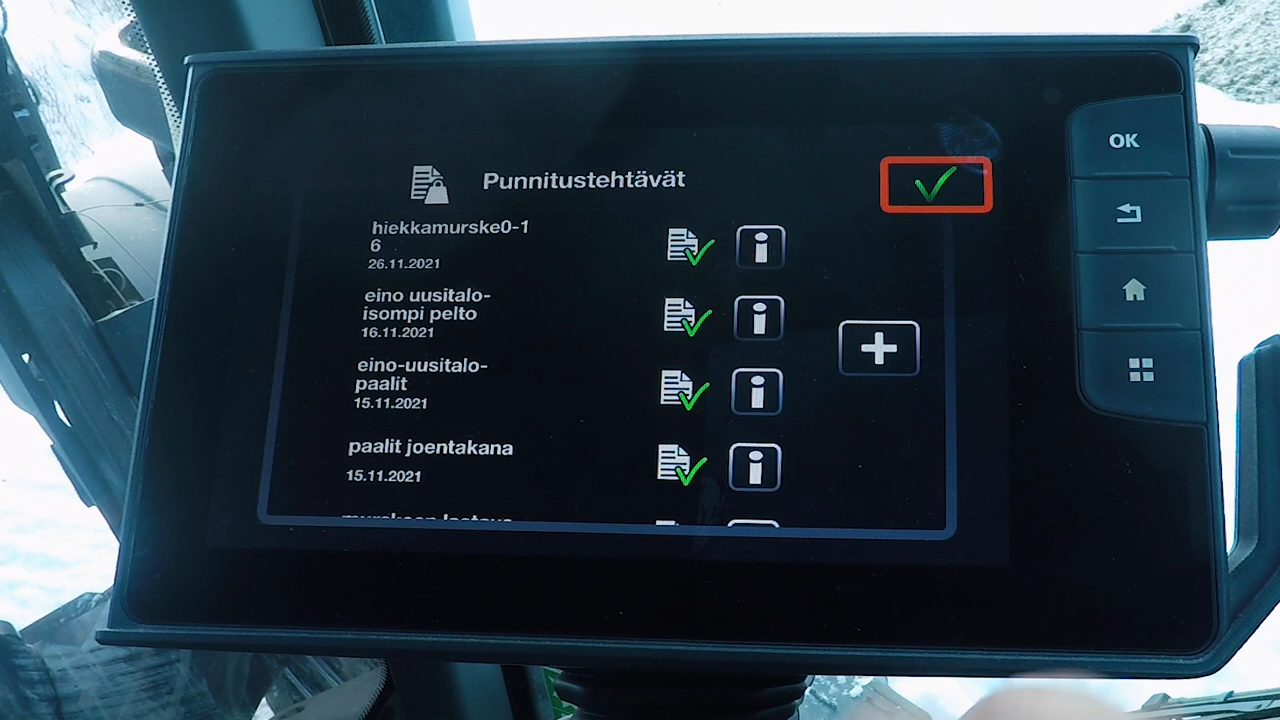 Punnitustehtävät
OK
hiekkamurske0-1
6
26.11.2021
eino uusitalo-
isompi pelto
16.11.2021
eino-uusitalo-
paalit
15.11.2021
paalit joentakana
15.11.2021